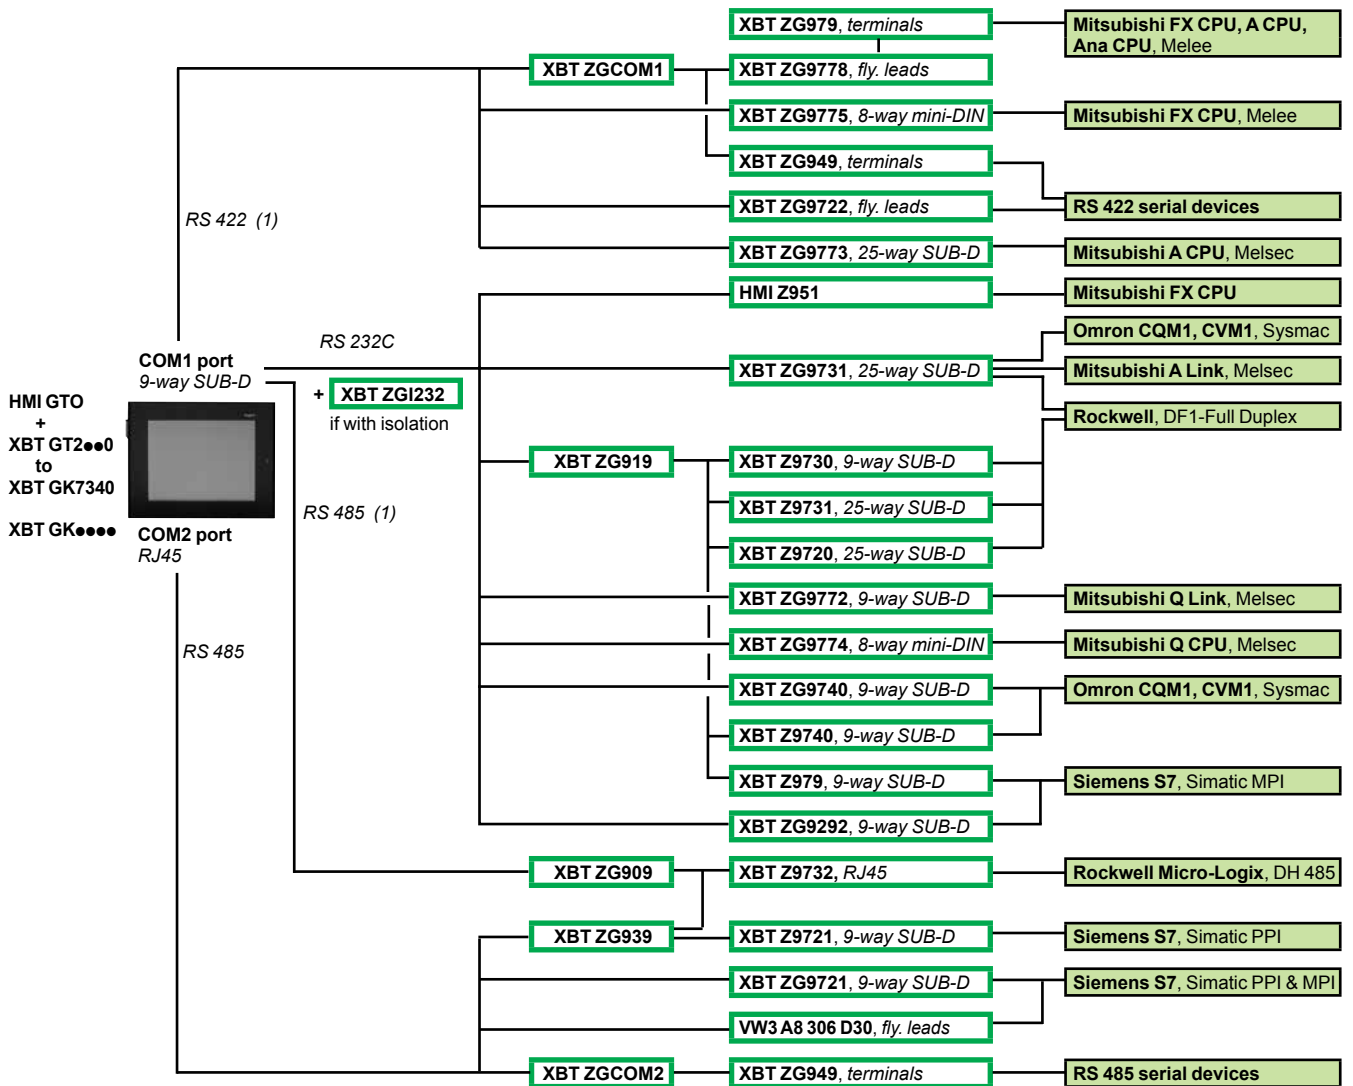 XBT ZG979, terminals
Mitsubishi FX CPU, A CPU,
Ana CPU, Melee
XBT ZGCOM1
XBT ZG9778, fly. leads
XBT ZG9775, 8-way mini-DIN
Mitsubishi FX CPU, Melee
XBT ZG949, terminals
RS 422 (1)
XBT ZG9722, fly. leads
RS 422 serial devices
XBT ZG9773, 25-way SUB-D
Mitsubishi A CPU, Melsec
HMI Z951
Mitsubishi FX CPU
RS 232C
Omron CQM1, CVM1, Sysmac
COM1 port
9-way SUB-D
XBT ZG9731, 25-way SUB-D
Mitsubishi A Link, Melsec
+ XBT ZGI232
if with isolation
Rockwell, DF1-Full Duplex
HMI GTO
+
XBT GT2●●0
to
XBT GK7340
XBT GK●●●●
XBT ZG919
XBT Z9730, 9-way SUB-D
XBT Z9731, 25-way SUB-D
RS 485 (1)
COM2 port
RJ45
XBT Z9720, 25-way SUB-D
XBT ZG9772, 9-way SUB-D
Mitsubishi Q Link, Melsec
RS 485
XBT ZG9774, 8-way mini-DIN
Mitsubishi Q CPU, Melsec
XBT ZG9740, 9-way SUB-D
Omron CQM1, CVM1, Sysmac
XBT Z9740, 9-way SUB-D
XBT Z979, 9-way SUB-D
Siemens S7, Simatic MPI
XBT ZG9292, 9-way SUB-D
XBT ZG909
XBT Z9732, RJ45
Rockwell Micro-Logix, DH 485
XBT ZG939
XBT Z9721, 9-way SUB-D
Siemens S7, Simatic PPI
XBT ZG9721, 9-way SUB-D
Siemens S7, Simatic PPI & MPI
VW3 A8 306 D30, fly. leads
XBT ZGCOM2
XBT ZG949, terminals
RS 485 serial devices